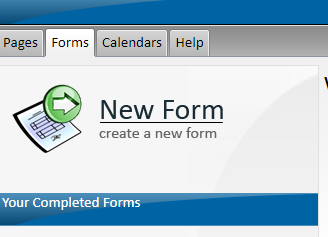 Pages Forms Calendars Help
New Form
create a new form
Your Completed Forms